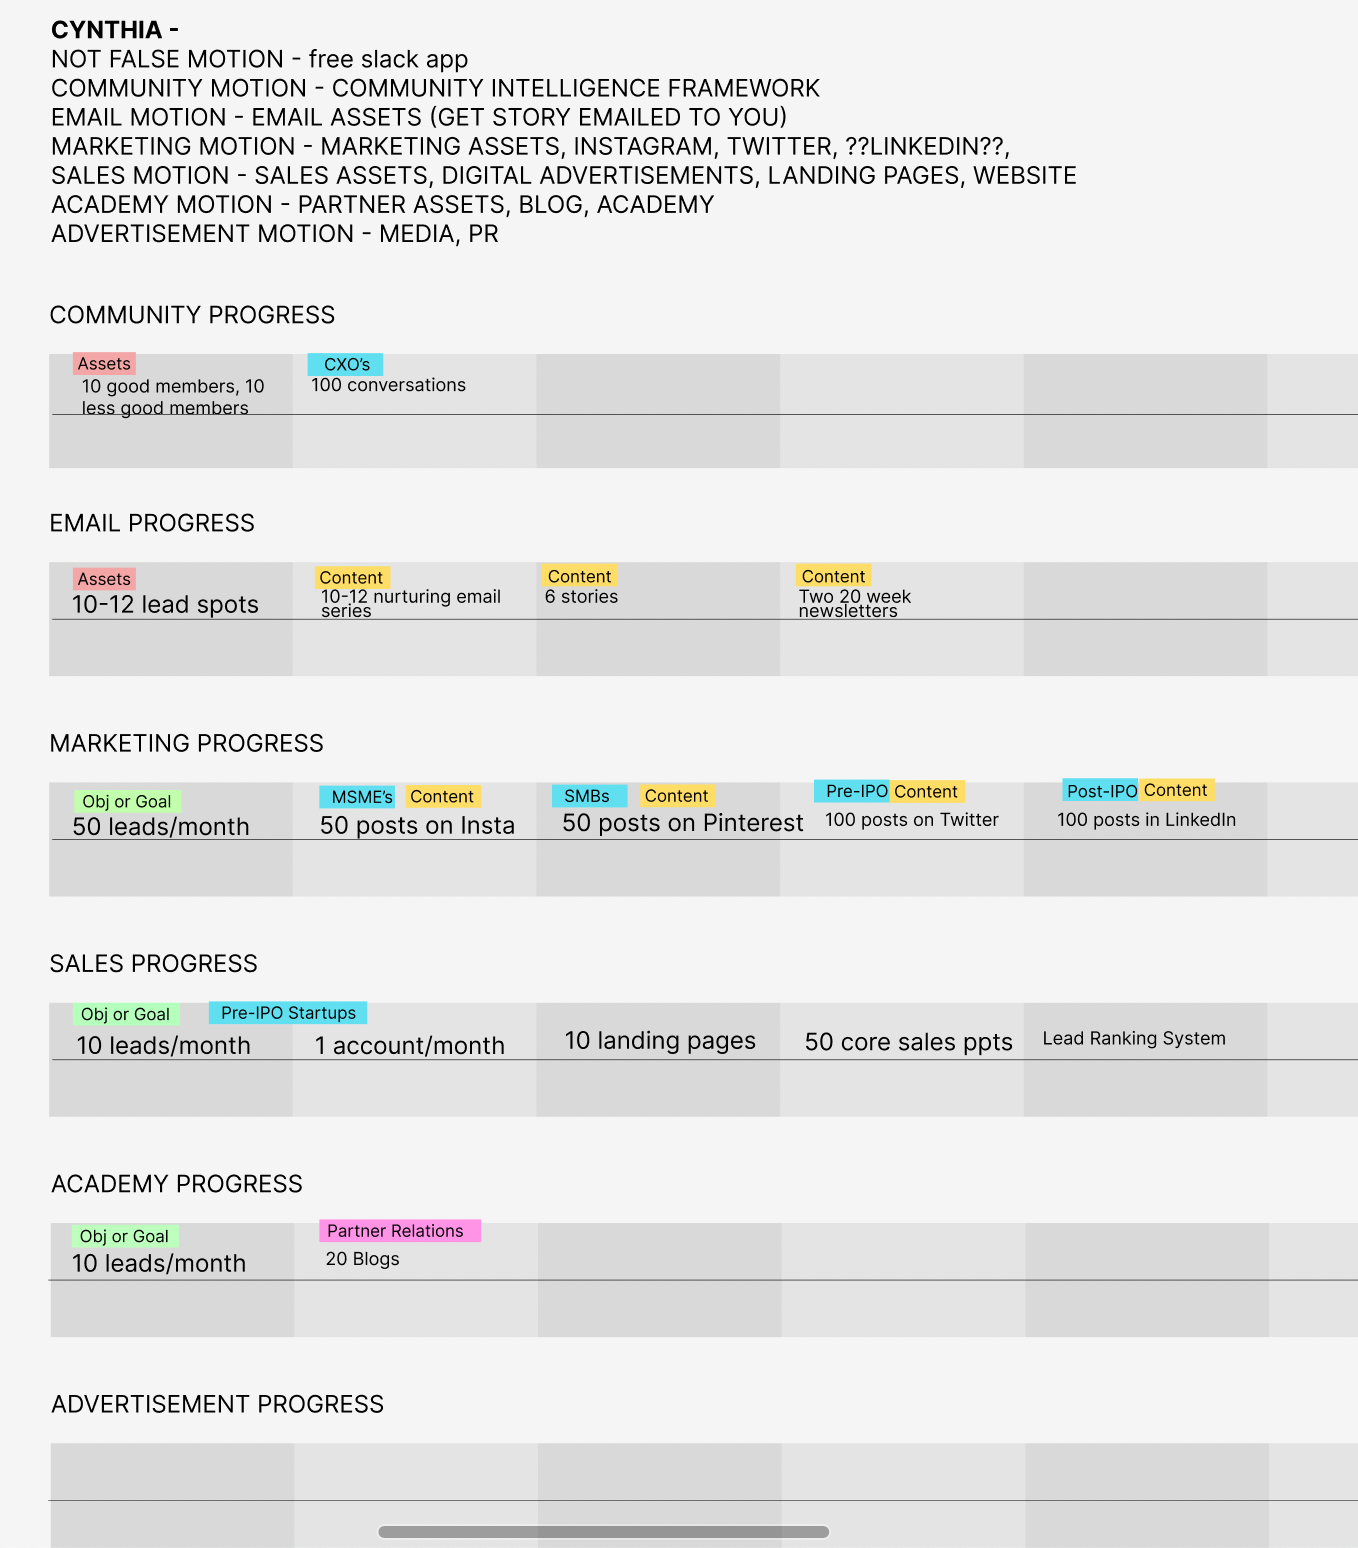 CYNTHIA -
NOT FALSE MOTION - free slack app
COMMUNITY MOTION - COMMUNITY INTELLIGENCE FRAMEWORK
EMAIL MOTION - EMAIL ASSETS (GET STORY EMAILED TO YOU)
MARKETING MOTION - MARKETING ASSETS, INSTAGRAM, TWITTER, ??LINKEDIN??,
SALES MOTION - SALES ASSETS, DIGITAL ADVERTISEMENTS, LANDING PAGES, WEBSITE
ACADEMY MOTION - PARTNER ASSETS, BLOG, ACADEMY
ADVERTISEMENT MOTION - MEDIA, PR
COMMUNITY PROGRESS
Assets
10 good members, 10
less good members
CXO's
100 conversations
EMAIL PROGRESS
Assets
10-12 lead spots
Content
10-12 nurturing email
series
Content
6 stories
Content
Two 20 week
newsletters
MARKETING PROGRESS
Obj or Goal
50 leads/month
MSME's Content
50 posts on Insta
SMBs Content
50 posts on Pinterest
Pre-IPO Content
100 posts on Twitter
Post-IPO Content
100 posts in LinkedIn
SALES PROGRESS
Obj or Goal
10 leads/month
Pre-IPO Startups
1 account/month
10 landing pages
50 core sales ppts
Lead Ranking System
ACADEMY PROGRESS
Obj or Goal
10 leads/month
Partner Relations
20 Blogs
ADVERTISEMENT PROGRESS